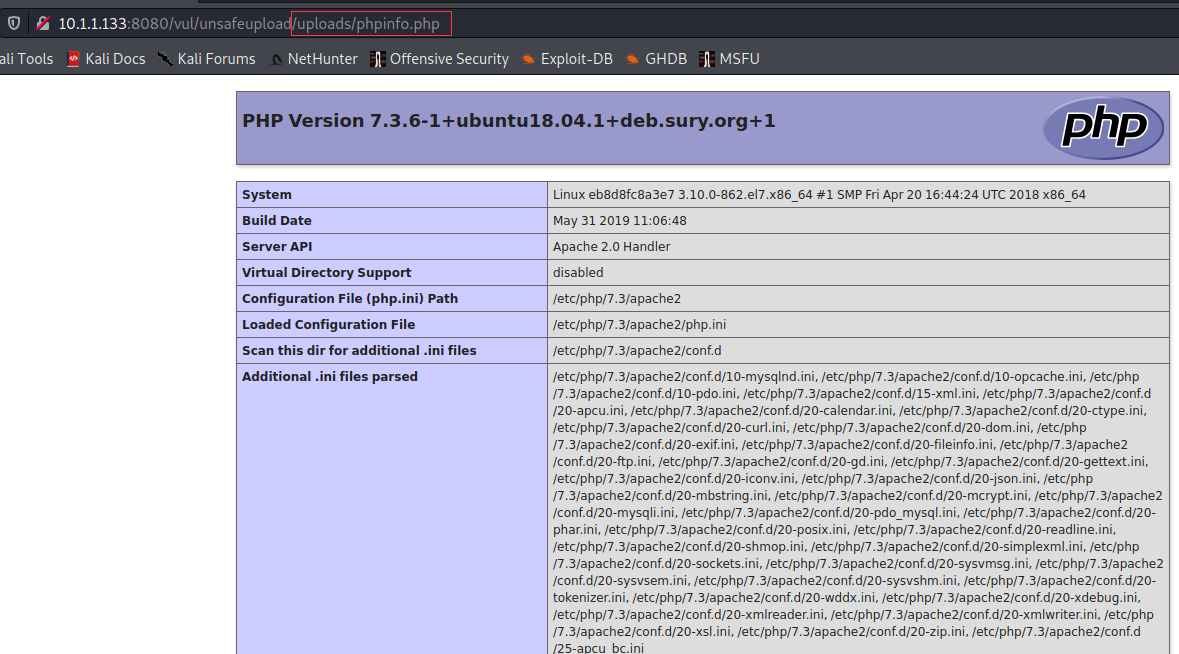 10.1.1.133:8080/vul/unsafeupload/uploads/phpinfo.php
ali Tools Kali Docs Kali Forums NetHunter Offensive Security Exploit-DB GHDB MSFU
PHP Version 7.3.6-1+ubuntu18.04.1+deb.sury.org+1
php
System Linux eb8d8fc8a3e7 3.10.0-862.el7.x86_64 #1 SMP Fri Apr 20 16:44:24 UTC 2018 x86_64
Build Date May 31 2019 11:06:48
Server API Apache 2.0 Handler
Virtual Directory Support disabled
Configuration File (php.ini) Path /etc/php/7.3/apache2
Loaded Configuration File /etc/php/7.3/apache2/php.ini
Scan this dir for additional .ini files /etc/php/7.3/apache2/conf.d
Additional .ini files parsed /etc/php/7.3/apache2/conf.d/10-mysqlnd.ini, /etc/php/7.3/apache2/conf.d/10-opcache.ini, /etc/php
/7.3/apache2/conf.d/10-pdo.ini, /etc/php/7.3/apache2/conf.d/15-xml.ini, /etc/php/7.3/apache2/conf.d
/20-apcu.ini, /etc/php/7.3/apache2/conf.d/20-calendar.ini, /etc/php/7.3/apache2/conf.d/20-ctype.ini,
/etc/php/7.3/apache2/conf.d/20-curl.ini, /etc/php/7.3/apache2/conf.d/20-dom.ini, /etc/php
/7.3/apache2/conf.d/20-exif.ini, /etc/php/7.3/apache2/conf.d/20-fileinfo.ini, /etc/php/7.3/apache2
/conf.d/20-ftp.ini, /etc/php/7.3/apache2/conf.d/20-gd.ini, /etc/php/7.3/apache2/conf.d/20-gettext.ini,
/etc/php/7.3/apache2/conf.d/20-iconv.ini, /etc/php/7.3/apache2/conf.d/20-json.ini, /etc/php
/7.3/apache2/conf.d/20-mbstring.ini, /etc/php/7.3/apache2/conf.d/20-mcrypt.ini, /etc/php/7.3/apache2
/conf.d/20-mysqli.ini, /etc/php/7.3/apache2/conf.d/20-pdo_mysql.ini, /etc/php/7.3/apache2/conf.d/20-
phar.ini, /etc/php/7.3/apache2/conf.d/20-posix.ini, /etc/php/7.3/apache2/conf.d/20-readline.ini,
/etc/php/7.3/apache2/conf.d/20-shmop.ini, /etc/php/7.3/apache2/conf.d/20-simplexml.ini, /etc/php
/7.3/apache2/conf.d/20-sockets.ini, /etc/php/7.3/apache2/conf.d/20-sysvmsg.ini, /etc/php/7.3/apache2
/conf.d/20-sysvsem.ini, /etc/php/7.3/apache2/conf.d/20-sysvshm.ini, /etc/php/7.3/apache2/conf.d/20-
tokenizer.ini, /etc/php/7.3/apache2/conf.d/20-wddx.ini, /etc/php/7.3/apache2/conf.d/20-xdebug.ini,
/etc/php/7.3/apache2/conf.d/20-xmlreader.ini, /etc/php/7.3/apache2/conf.d/20-xmlwriter.ini, /etc/php
/7.3/apache2/conf.d/20-xsl.ini, /etc/php/7.3/apache2/conf.d/20-zip.ini, /etc/php/7.3/apache2/conf.d
/25-apcu_bc.ini